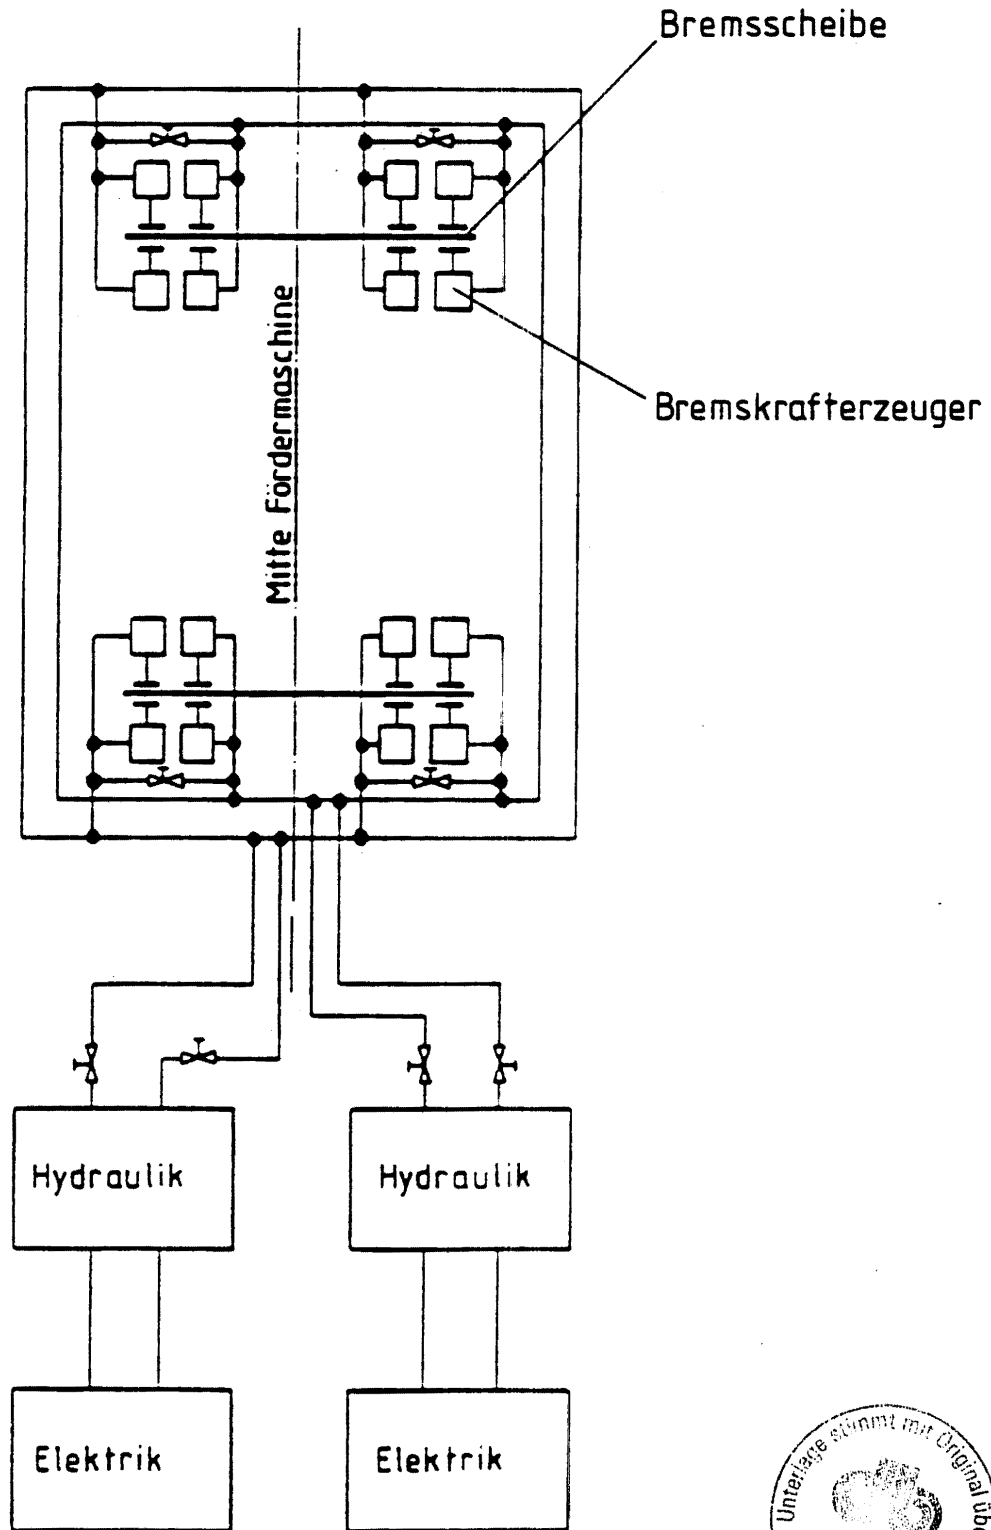 Bremsscheibe
Mitte Fördermaschine
Bremskrafterzeuger
Hydraulik
Hydraulik
Elektrik
Elektrik
Unterlage stimmt mit Original